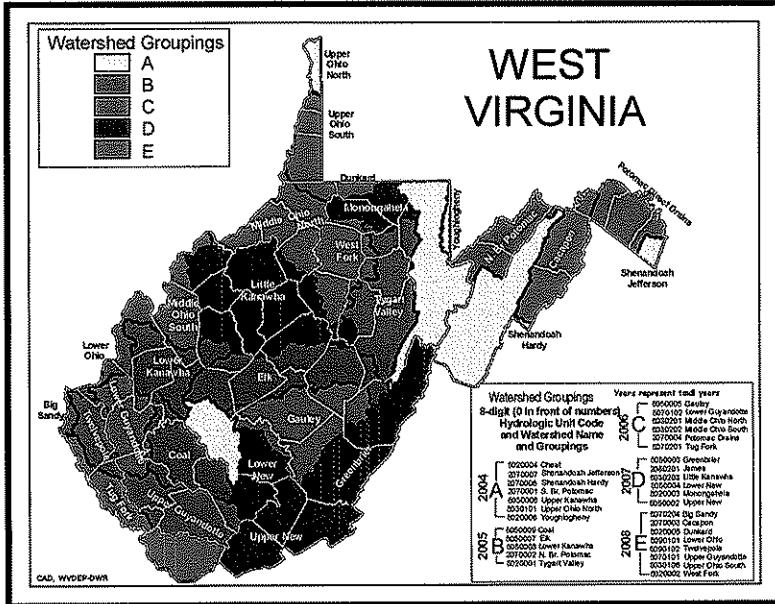 Watershed Groupings
A
B
C
D
E
WEST
VIRGINIA
Upper
Ohio
North
Upper
Ohio
South
Dunkard
Monongahela
Middle Ohio
North
West
Fork
Youghiogheny
N. Br. Potomac
Cacapon
Potomac Direct Drains
Shenandoah
Jefferson
Shenandoah
Hardy
Little
Kanawha
Tygart
Valley
Middle
Ohio
South
Lower
Ohio
Lower
Kanawha
Big
Sandy
Twelvepole
Lower Guyandotte
Elk
Gauley
Coal
Greenbrier
Lower
New
Tug Fork
Upper Guyandotte
Upper New
CAD, WVDEP-DWR
Watershed Groupings
8-digit (0 in front of numbers)
Hydrologic Unit Code
and Watershed Name
and Groupings
2004
A
5020004 Cheat
2070007 Shenandoah Jefferson
2070006 Shenandoah Hardy
2070001 S. Br. Potomac
5050006 Upper Kanawha
5030101 Upper Ohio North
5020006 Youghiogheny
2005
B
5050009 Coal
5050007 Elk
5050008 Lower Kanawha
2070002 N. Br. Potomac
5020001 Tygart Valley
Years represent tmdl years
2006
C
5050005 Gauley
5070102 Lower Guyandotte
5030201 Middle Ohio North
5030202 Middle Ohio South
2070004 Potomac Drains
5070201 Tug Fork
2007
D
5050003 Greenbrier
2080201 James
5030203 Little Kanawha
5050004 Lower New
5020003 Monongahela
5050002 Upper New
2008
E
5070204 Big Sandy
2070003 Cacapon
5020005 Dunkard
5090101 Lower Ohio
5090102 Twelvepole
5070101 Upper Guyandotte
5030106 Upper Ohio South
5020002 West Fork